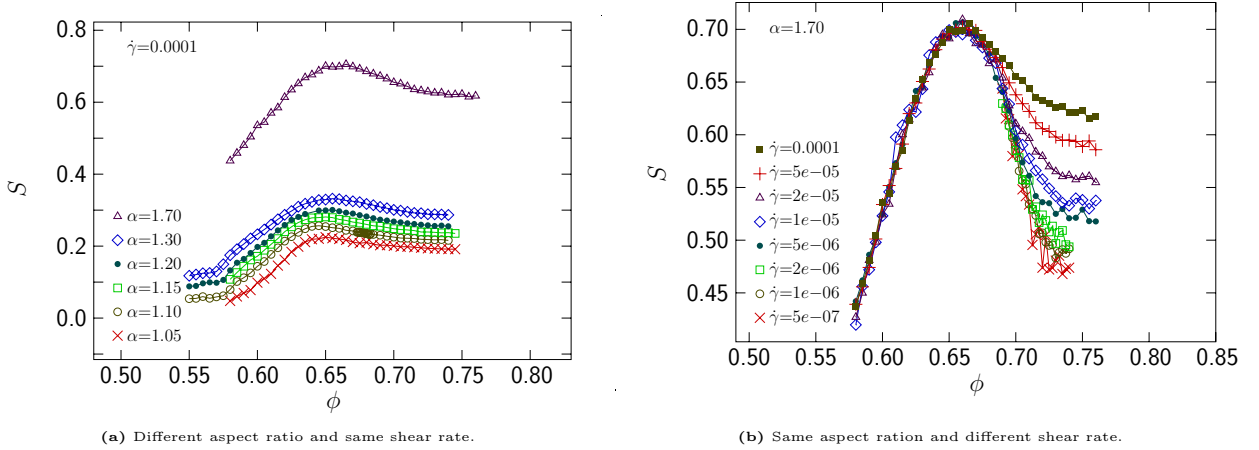 0.8
0.6
0.4
0.2
0.0
S
γ̇=0.0001
α=1.70
α=1.30
α=1.20
α=1.15
α=1.10
α=1.05
0.50 0.55 0.60 0.65 0.70 0.75 0.80
ϕ
(a) Different aspect ratio and same shear rate.
0.70
0.65
0.60
0.55
0.50
0.45
S
α=1.70
γ̇=0.0001
γ̇=5e−05
γ̇=2e−05
γ̇=1e−05
γ̇=5e−06
γ̇=2e−06
γ̇=1e−06
γ̇=5e−07
0.50 0.55 0.60 0.65 0.70 0.75 0.80 0.85
ϕ
(b) Same aspect ration and different shear rate.